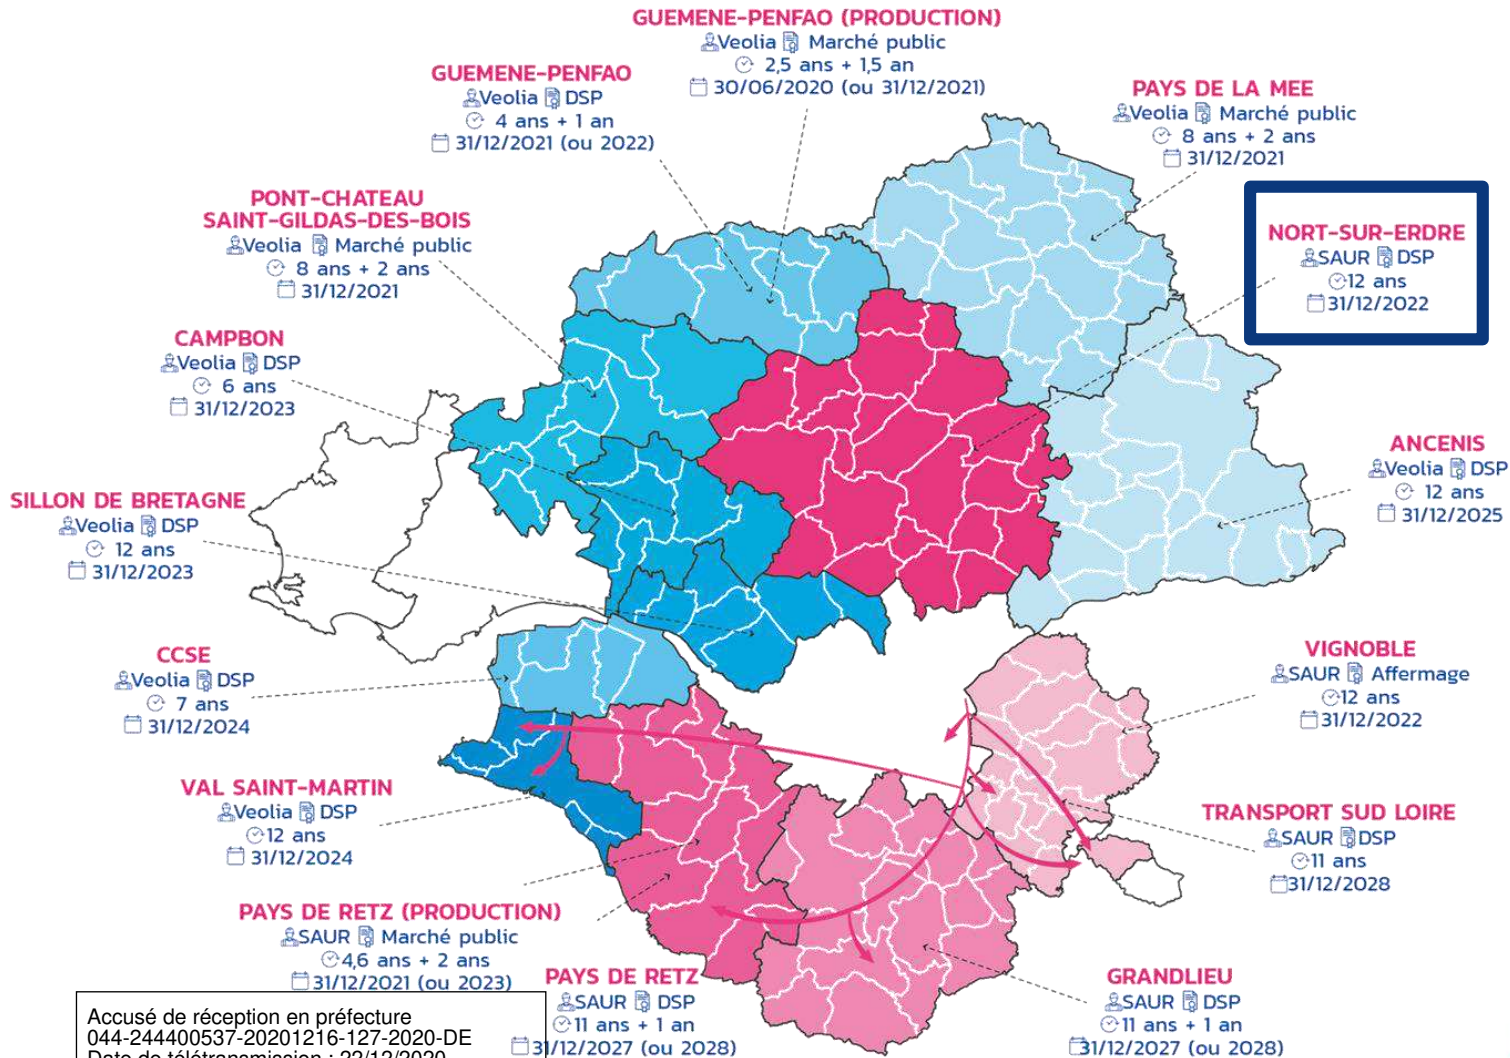 GUEMENE-PENFAO (PRODUCTION)
Veolia Marché public
2,5 ans + 1,5 an
30/06/2020 (ou 31/12/2021)
GUEMENE-PENFAO
Veolia DSP
4 ans + 1 an
31/12/2021 (ou 2022)
PAYS DE LA MEE
Veolia Marché public
8 ans + 2 ans
31/12/2021
PONT-CHATEAU
SAINT-GILDAS-DES-BOIS
Veolia Marché public
8 ans + 2 ans
31/12/2021
NORT-SUR-ERDRE
SAUR DSP
12 ans
31/12/2022
CAMPBON
Veolia DSP
6 ans
31/12/2023
ANCENIS
Veolia DSP
12 ans
31/12/2025
SILLON DE BRETAGNE
Veolia DSP
12 ans
31/12/2023
CCSE
Veolia DSP
7 ans
31/12/2024
VIGNOBLE
SAUR Affermage
12 ans
31/12/2022
VAL SAINT-MARTIN
Veolia DSP
12 ans
31/12/2024
TRANSPORT SUD LOIRE
SAUR DSP
11 ans
31/12/2028
PAYS DE RETZ (PRODUCTION)
SAUR Marché public
4,6 ans + 2 ans
31/12/2021 (ou 2023)
PAYS DE RETZ
SAUR DSP
11 ans + 1 an
31/12/2027 (ou 2028)
GRANDLIEU
SAUR DSP
11 ans + 1 an
31/12/2027 (ou 2028)
Accusé de réception en préfecture
044-244400537-20201216-127-2020-DE
Date de télétransmission : 22/12/2020